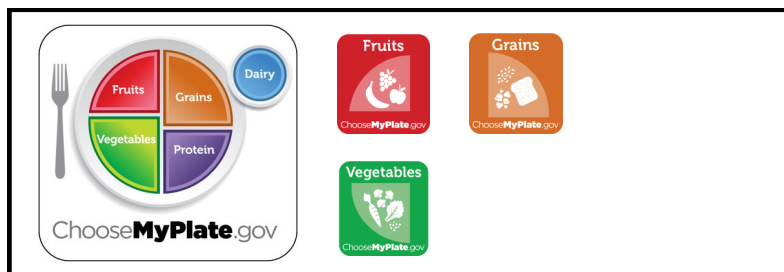 Fruits
Grains
Dairy
Vegetables
Protein
ChooseMyPlate.gov
Fruits
ChooseMyPlate.gov
Grains
ChooseMyPlate.gov
Vegetables
ChooseMyPlate.gov